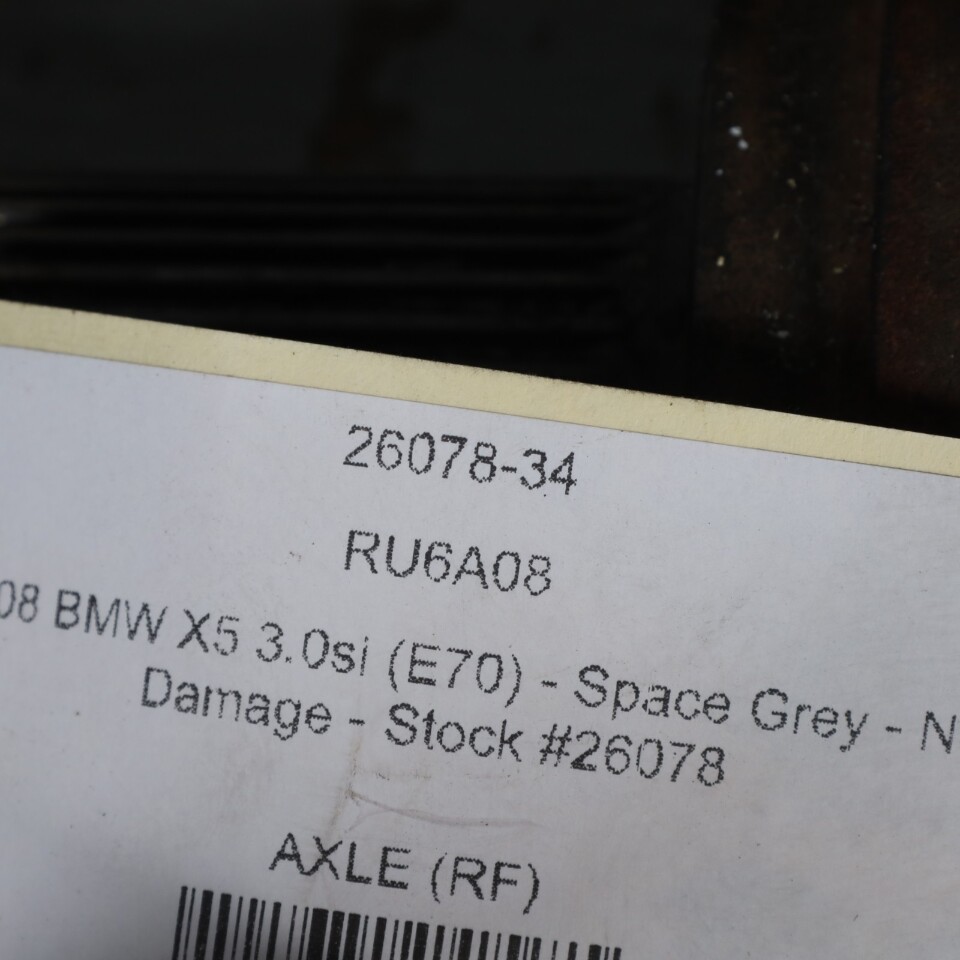 26078-34
RU6A08
08 BMW X5 3.0si (E70) - Space Grey - N
Damage - Stock #26078
AXLE (RF)